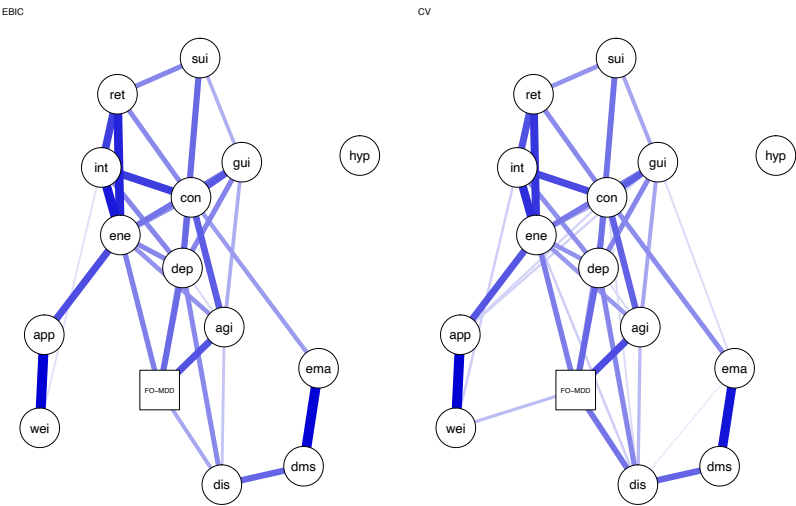 EBIC
sui
ret
int
gui
hyp
con
ene
dep
app
agi
ema
FO−MDD
wei
dms
dis
CV
sui
ret
int
gui
hyp
con
ene
dep
app
agi
ema
FO−MDD
wei
dms
dis